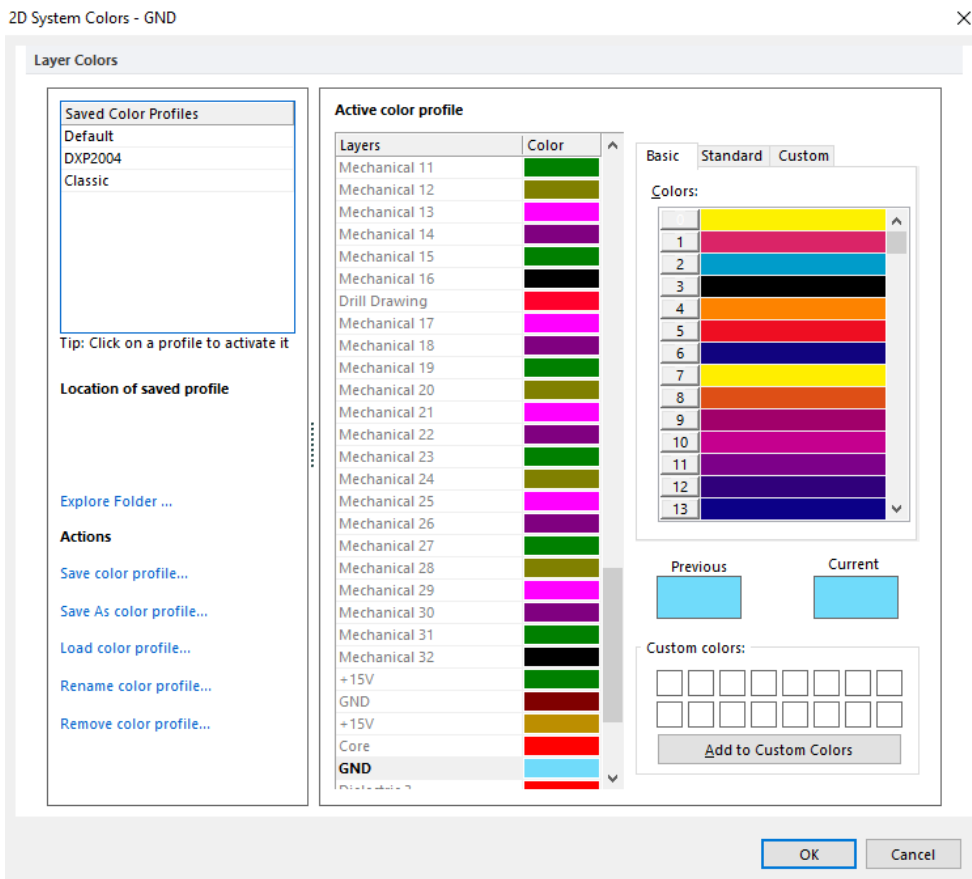 2D System Colors - GND
Layer Colors
Saved Color Profiles
Default
DXP2004
Classic
Tip: Click on a profile to activate it
Location of saved profile
Explore Folder ...
Actions
Save color profile...
Save As color profile...
Load color profile...
Rename color profile...
Remove color profile...
Active color profile
Layers Color
Mechanical 11
Mechanical 12
Mechanical 13
Mechanical 14
Mechanical 15
Mechanical 16
Drill Drawing
Mechanical 17
Mechanical 18
Mechanical 19
Mechanical 20
Mechanical 21
Mechanical 22
Mechanical 23
Mechanical 24
Mechanical 25
Mechanical 26
Mechanical 27
Mechanical 28
Mechanical 29
Mechanical 30
Mechanical 31
Mechanical 32
+15V
GND
+15V
Core
GND
Dielectric 3
Basic Standard Custom
Colors:
0
1
2
3
4
5
6
7
8
9
10
11
12
13
Previous Current
Custom colors:
Add to Custom Colors
OK Cancel